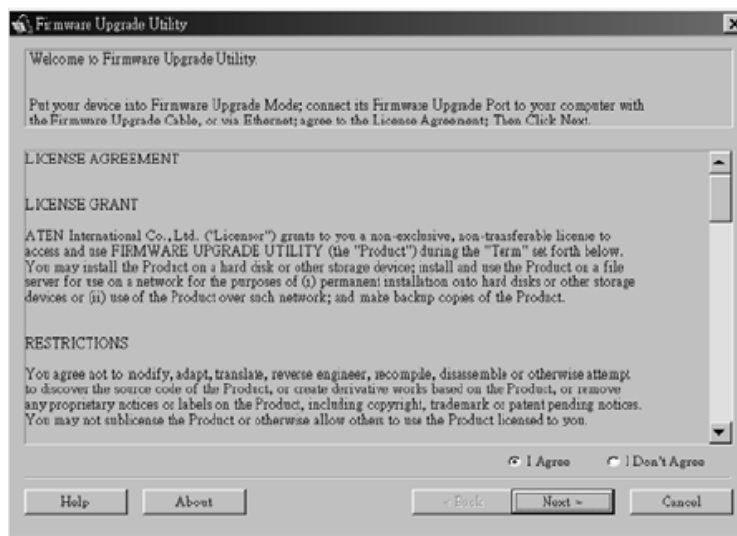 Firmware Upgrade Utility
Welcome to Firmware Upgrade Utility.
Put your device into Firmware Upgrade Mode; connect its Firmware Upgrade Port to your computer with
the Firmware Upgrade Cable, or via Ethernet; agree to the License Agreement; Then Click Next.
LICENSE AGREEMENT
LICENSE GRANT
ATEN International Co., Ltd. ("Licensor") grants to you a non-exclusive, non-transferable license to
access and use FIRMWARE UPGRADE UTILITY (the "Product") during the "Term" set forth below.
You may install the Product on a hard disk or other storage device; install and use the Product on a file
server for use on a network for the purposes of (i) permanent installation onto hard disks or other storage
devices or (ii) use of the Product over such network; and make backup copies of the Product.
RESTRICTIONS
You agree not to modify, adapt, translate, reverse engineer, recompile, disassemble or otherwise attempt
to discover the source code of the Product, or create derivative works based on the Product, or remove
any proprietary notices or labels on the Product, including copyright, trademark or patent pending notices.
You may not sublicense the Product or otherwise allow others to use the Product licensed to you.
I Agree I Don't Agree
Help About < Back Next > Cancel